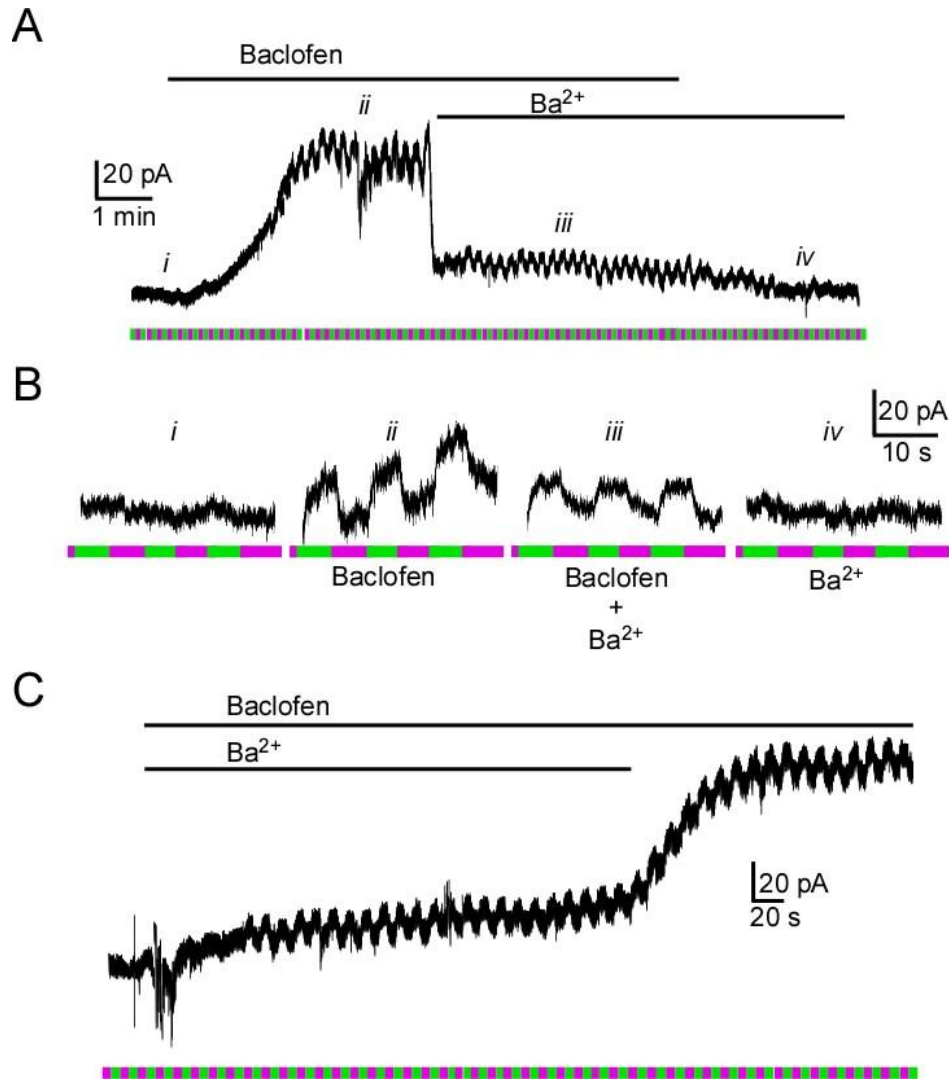 A
Baclofen
ii
Ba²⁺
20 pA
1 min
i
iii
iv
B
i
ii
iii
iv
20 pA
10 s
Baclofen
Baclofen
+
Ba²⁺
Ba²⁺
C
Baclofen
Ba²⁺
20 pA
20 s